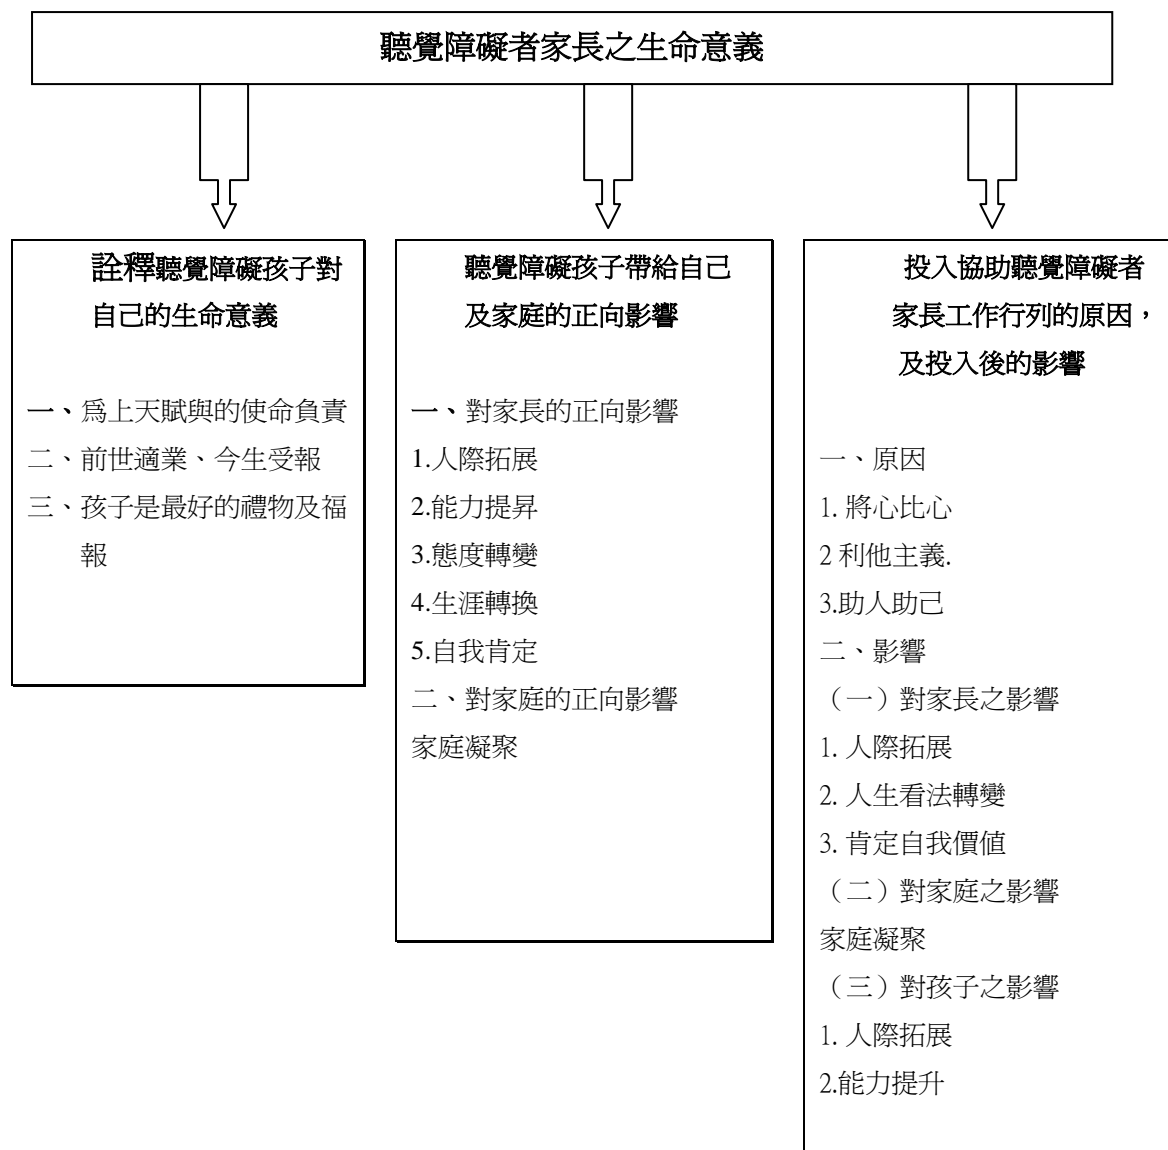 聽覺障礙者家長之生命意義
詮釋聽覺障礙孩子對
自己的生命意義
一、爲上天賦與的使命負責
二、前世適業、今生受報
三、孩子是最好的禮物及福
報
聽覺障礙孩子帶給自己
及家庭的正向影響
一、對家長的正向影響
1.人際拓展
2.能力提昇
3.態度轉變
4.生涯轉換
5.自我肯定
二、對家庭的正向影響
家庭凝聚
投入協助聽覺障礙者
家長工作行列的原因，
及投入後的影響
一、原因
1. 將心比心
2 利他主義.
3.助人助己
二、影響
（一）對家長之影響
1. 人際拓展
2. 人生看法轉變
3. 肯定自我價值
（二）對家庭之影響
家庭凝聚
（三）對孩子之影響
1. 人際拓展
2.能力提升